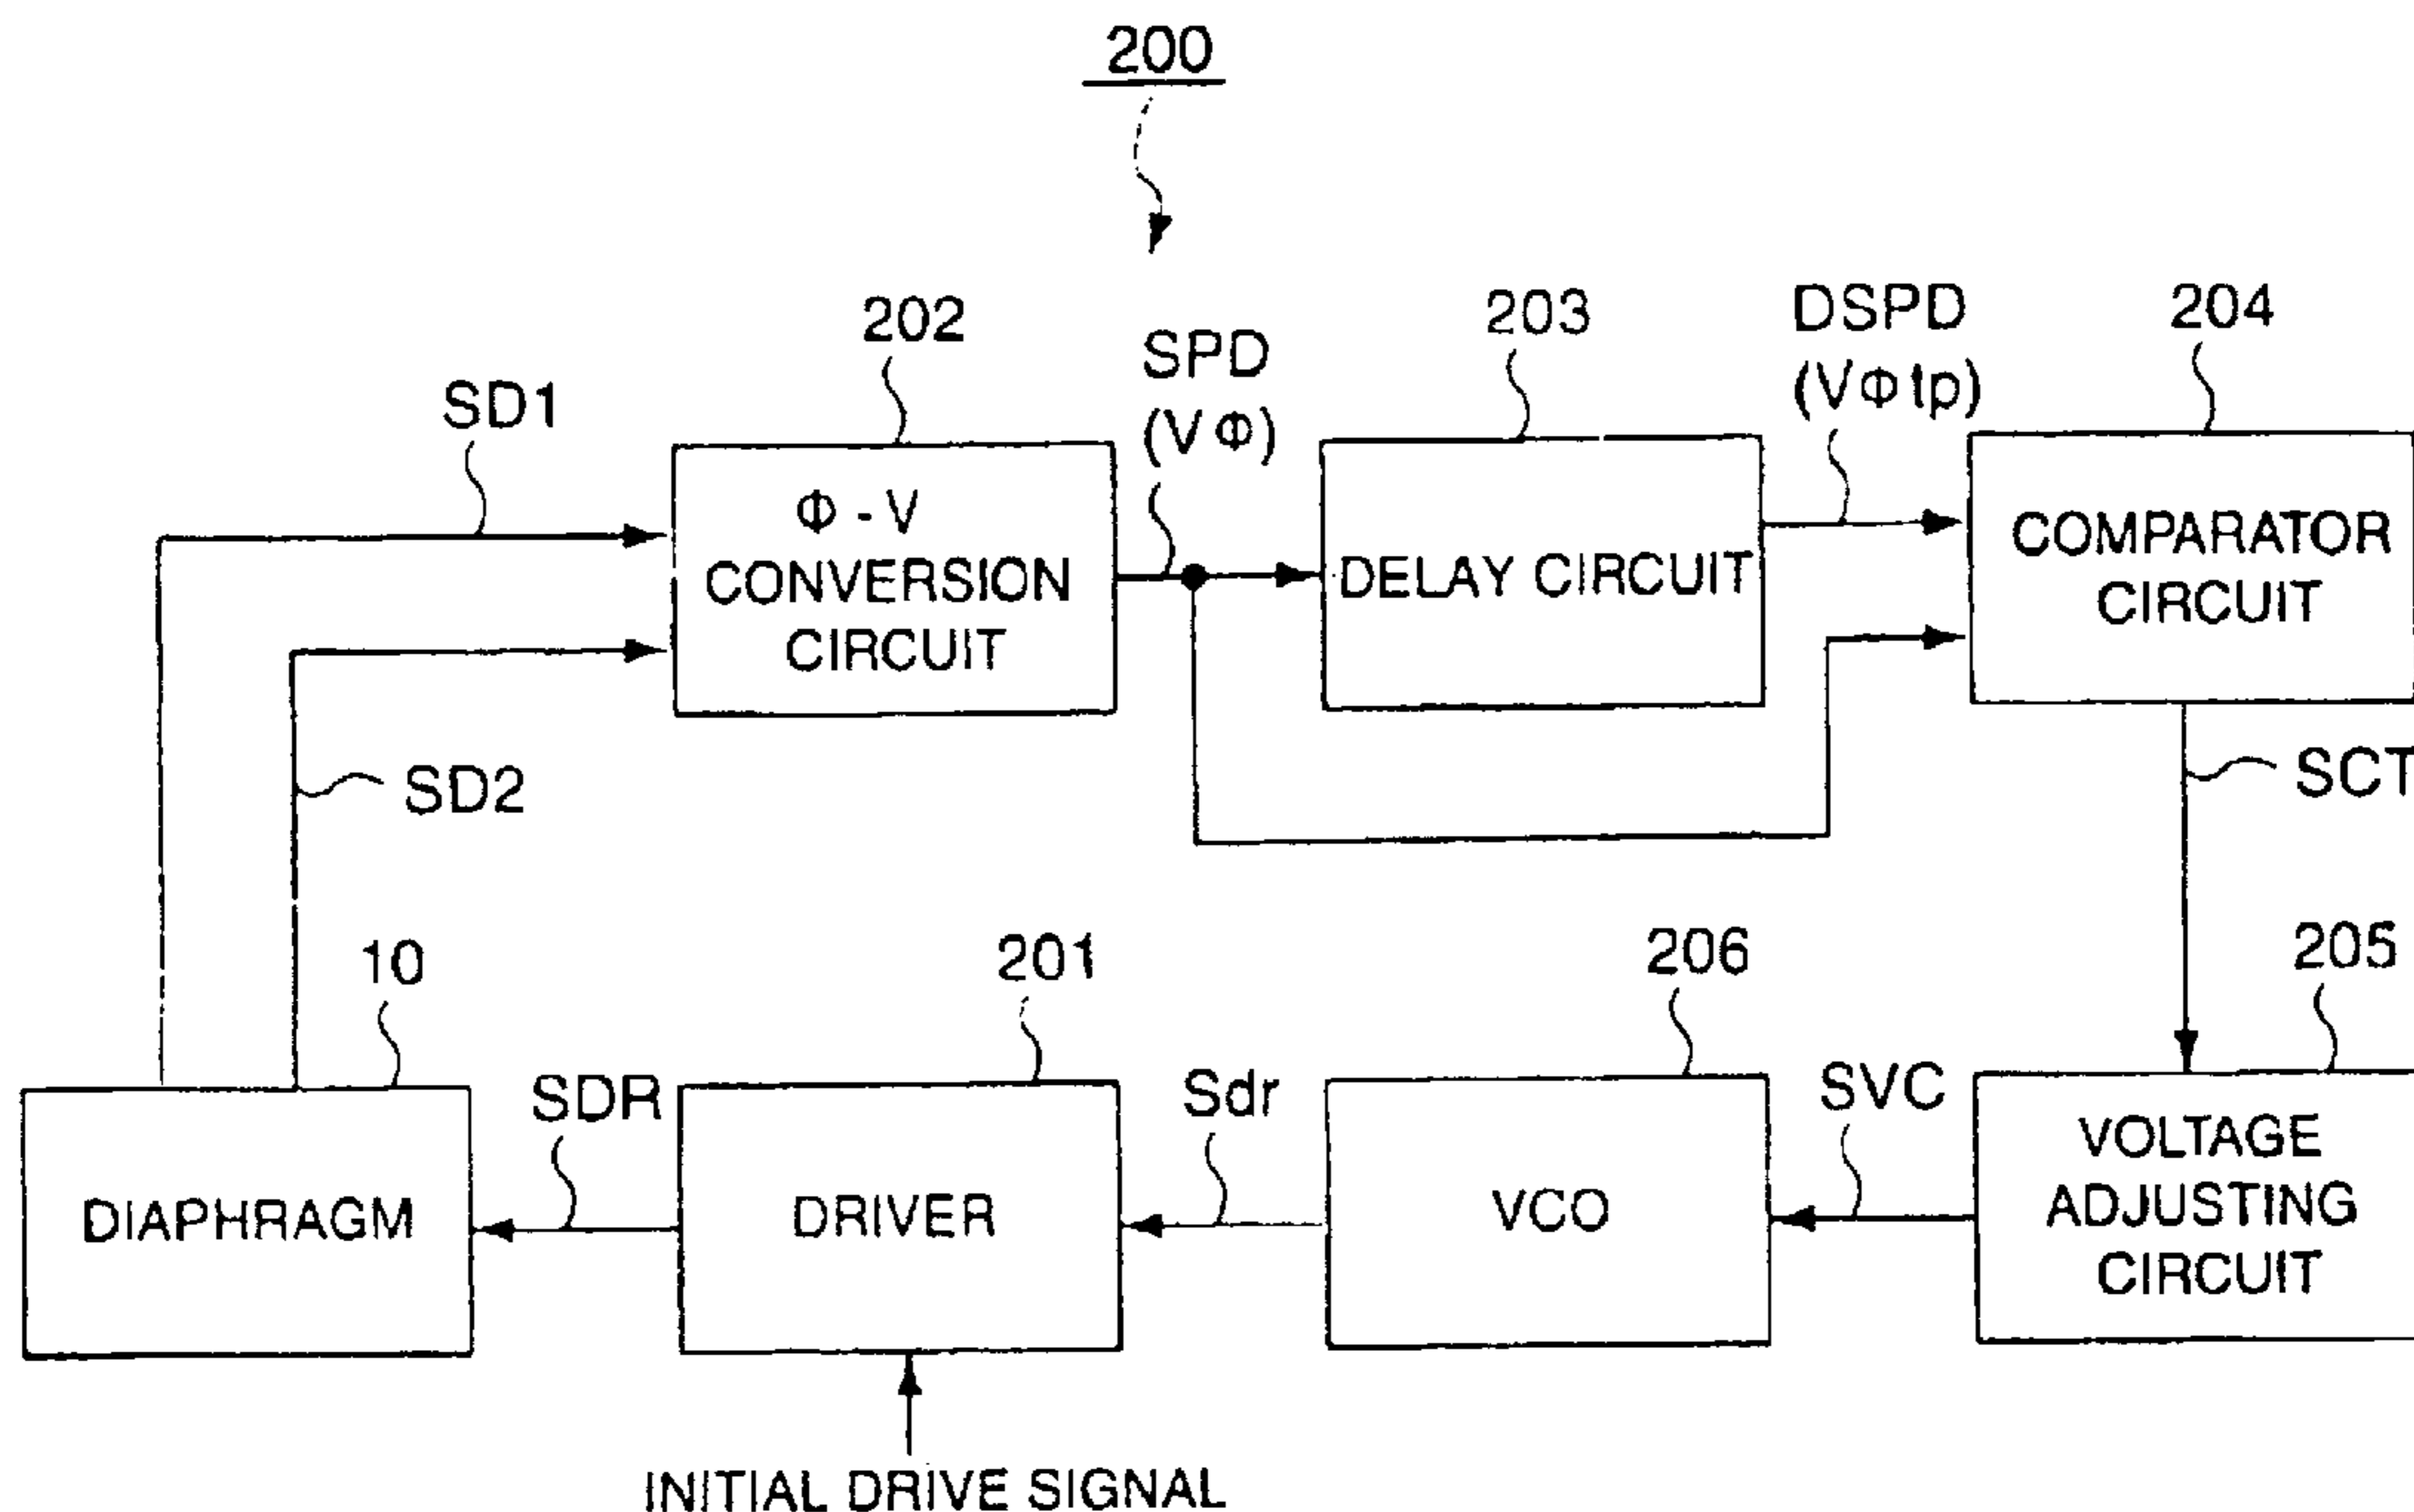 200
202
203
204
SD1
SPD
(VΦ)
DSPD
(VΦtp)
Φ - V
CONVERSION
CIRCUIT
DELAY CIRCUIT
COMPARATOR
CIRCUIT
SD2
SCT
10
201
206
205
SDR
Sdr
SVC
DIAPHRAGM
DRIVER
VCO
VOLTAGE
ADJUSTING
CIRCUIT
INITIAL DRIVE SIGNAL